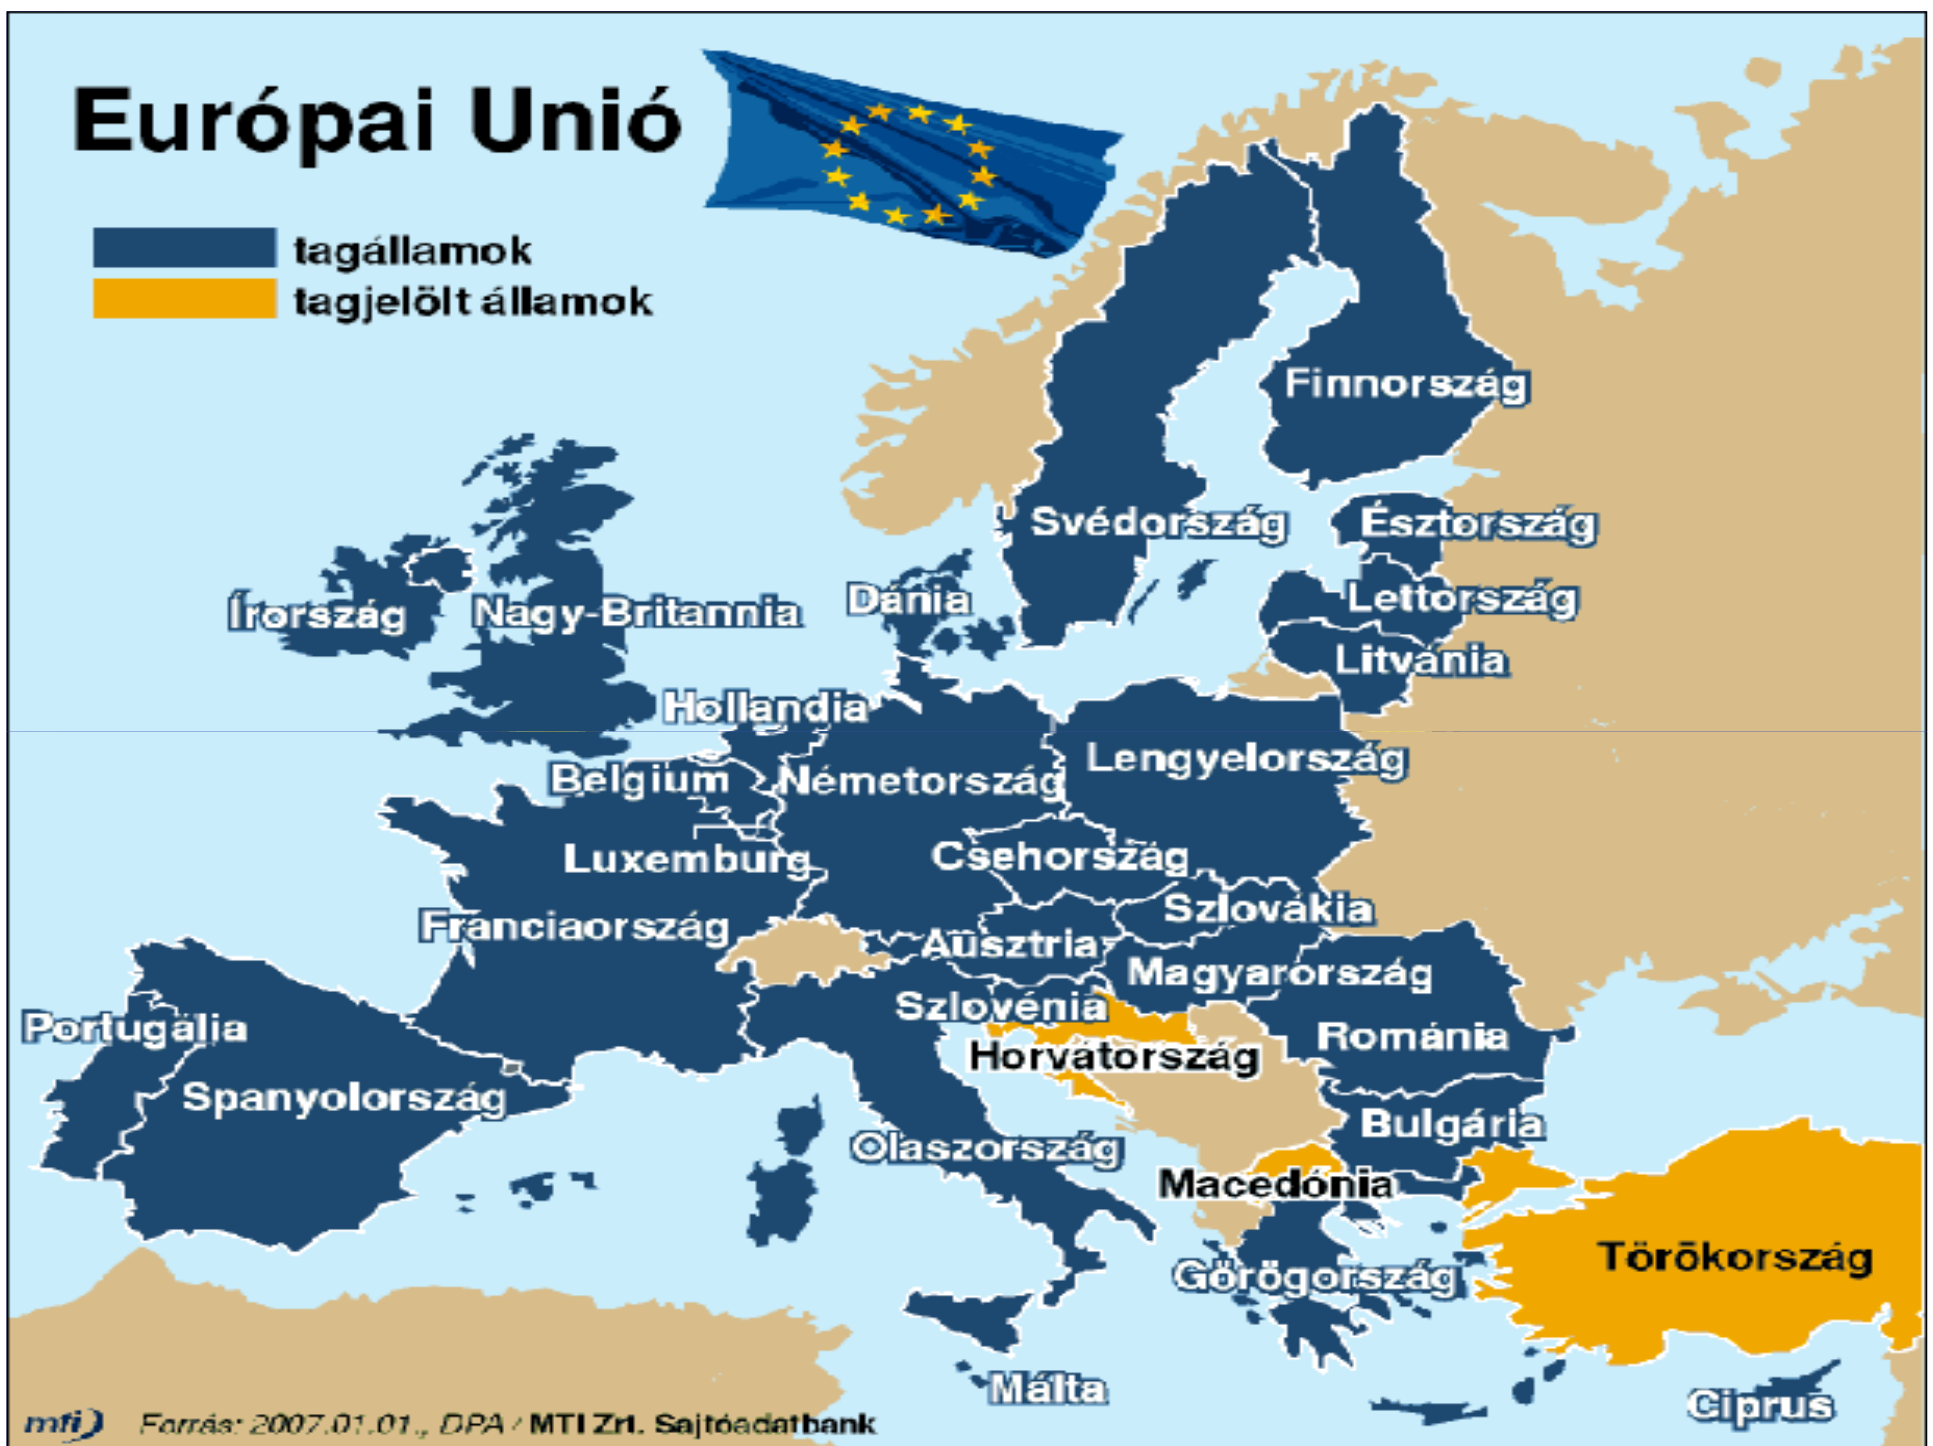 Európai Unió
tagállamok
tagjelölt államok
Finnország
Svédország
Észtország
Dánia
Lettország
Írország
Nagy-Britannia
Litvánia
Hollandia
Lengyelország
Belgium
Németország
Luxemburg
Csehország
Szlovákia
Franciaország
Ausztria
Magyarország
Szlovénia
Portugália
Románia
Horvátország
Spanyolország
Bulgária
Olaszország
Macedónia
Törökország
Görögország
Málta
Ciprus
mti Forrás: 2007.01.01., DPA / MTI Zrt. Sajtóadatbank